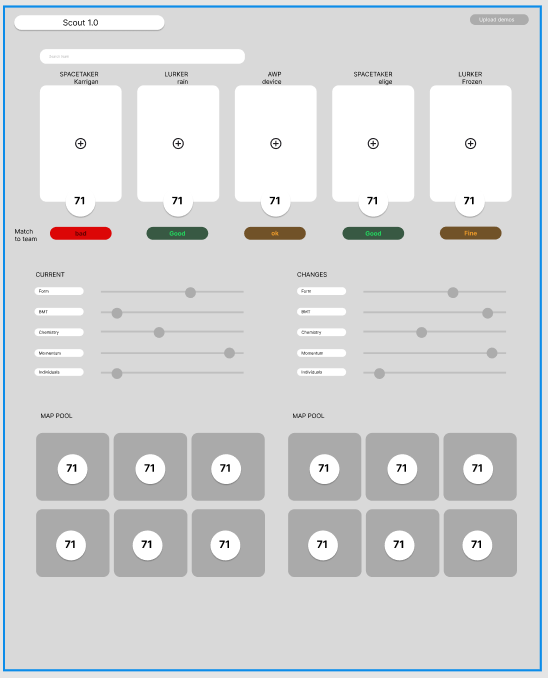 Scout 1.0
Upload demos
SPACETAKER
Karrigan
LURKER
rain
AWP
device
SPACETAKER
elige
LURKER
Frozen
71
71
71
71
71
Match
to team
bad
Good
ok
Good
Fine
CURRENT
Form
BMT
Chemistry
Momentum
Individuals
CHANGES
Form
BMT
Chemistry
Momentum
Individuals
MAP POOL
71
71
71
71
71
71
MAP POOL
71
71
71
71
71
71